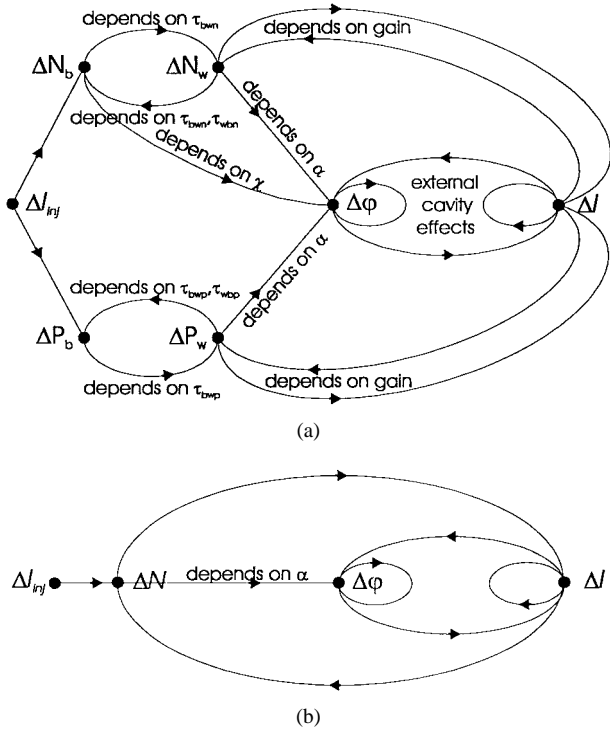 depends on τbwn
depends on gain
ΔNb
ΔNw
depends on τbwn, τwbn
depends on α
depends on χ
ΔIinj
Δφ
external
cavity
effects
ΔI
depends on α
depends on τbwp, τwbp
ΔPb
ΔPw
depends on τbwp
depends on gain
(a)
ΔIinj
ΔN
depends on α
Δφ
ΔI
(b)